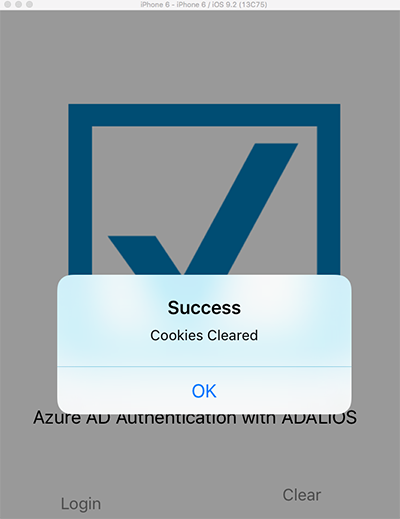 iPhone 6 - iPhone 6 / iOS 9.2 (13C75)
Success
Cookies Cleared
OK
Azure AD Authentication with ADALIOS
Login
Clear